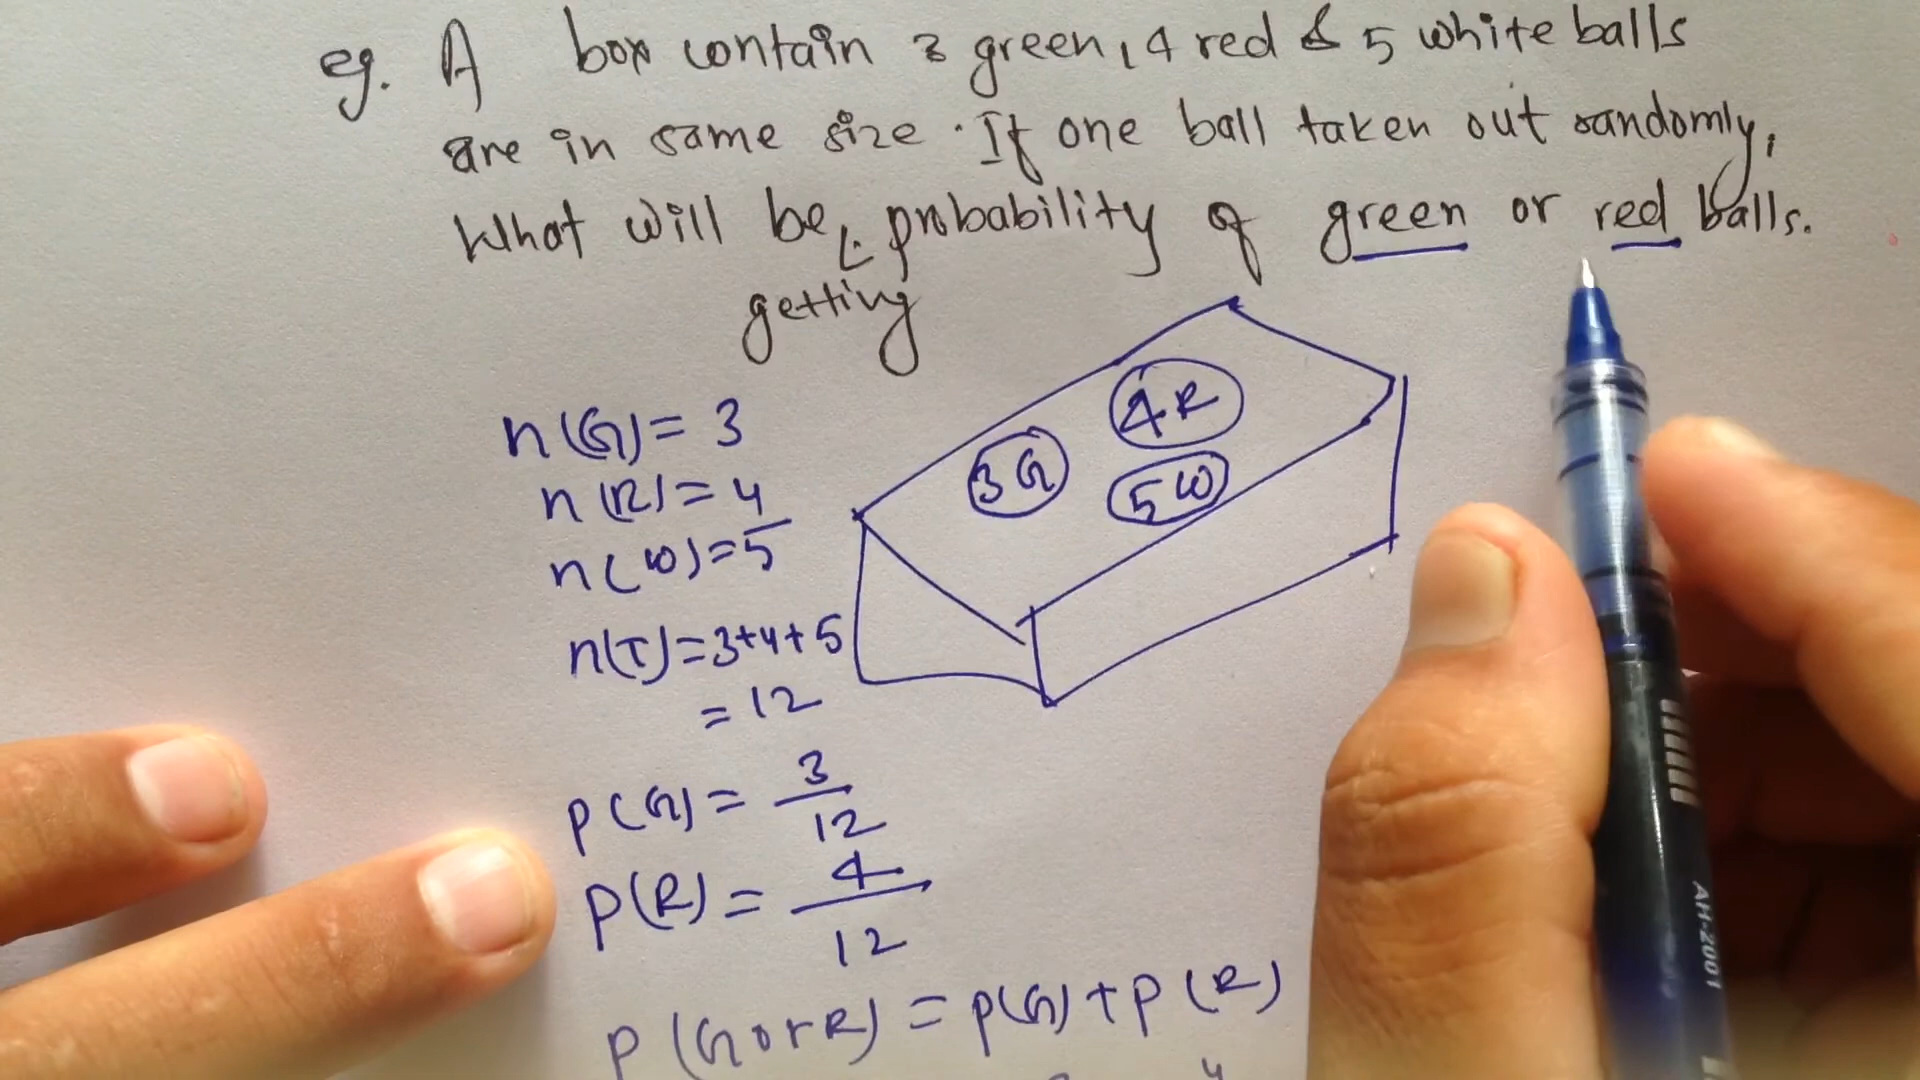 eg. A box contain 3 green, 4 red & 5 white balls
are in same size. If one ball taken out randomly,
What will be probability of green or red balls.
getting
n(G) = 3
n(R) = 4
n(W) = 5
n(T) = 3+4+5
= 12
4R
3G
5W
P(G) = 3/12
P(R) = 4/12
P(G or R) = P(G) + P(R)
4
AH-2001